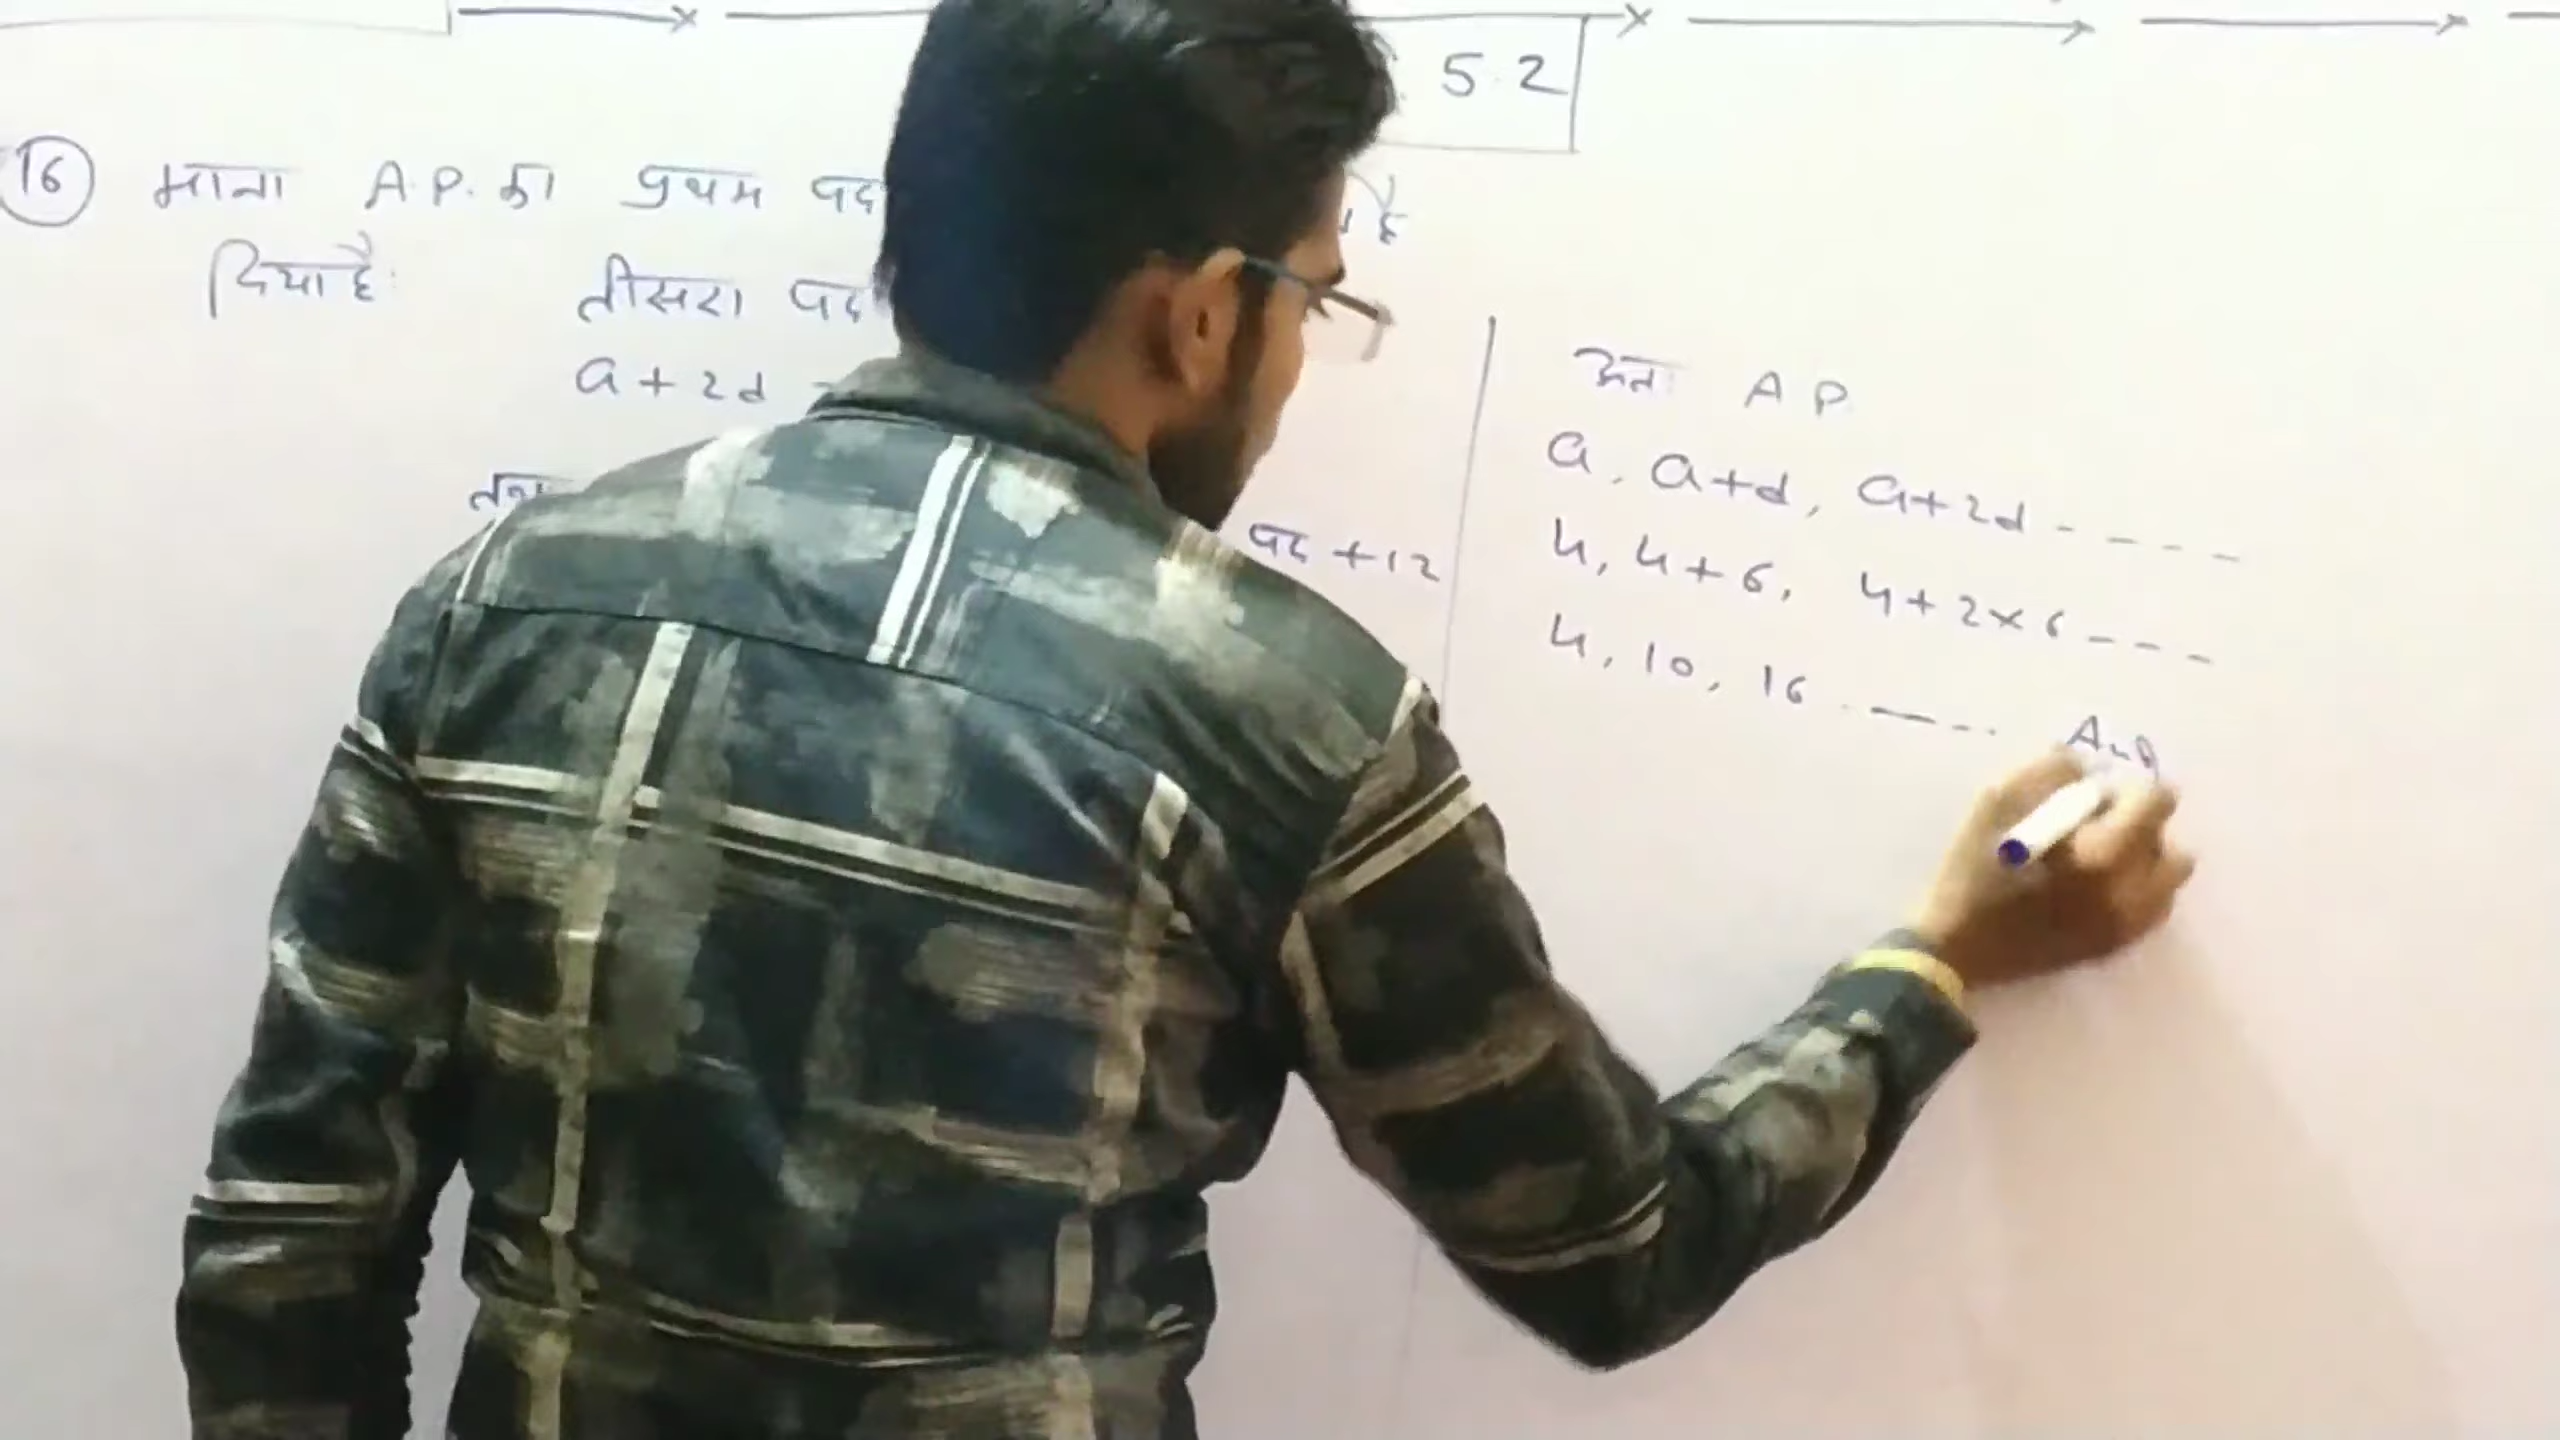 5.2
16 माना A.P. का प्रथम पद है
दिया है: तीसरा पद
a + 2d
पद + 12
अतः A P
a, a+d, a+2d - - - -
4, 4+6, 4+2×6 - - -
4, 10, 16 - - - - Ans